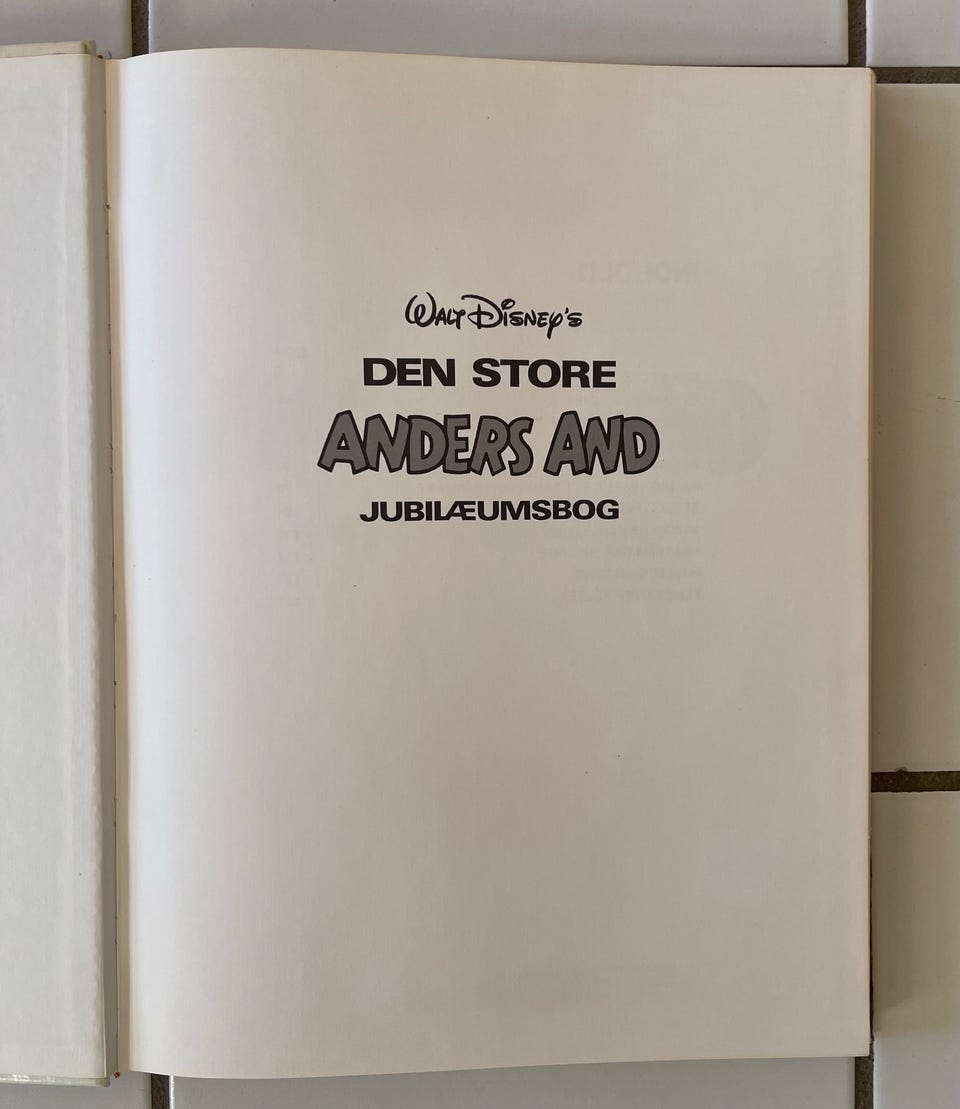 Walt Disney's
DEN STORE
ANDERS AND
JUBILÆUMSBOG